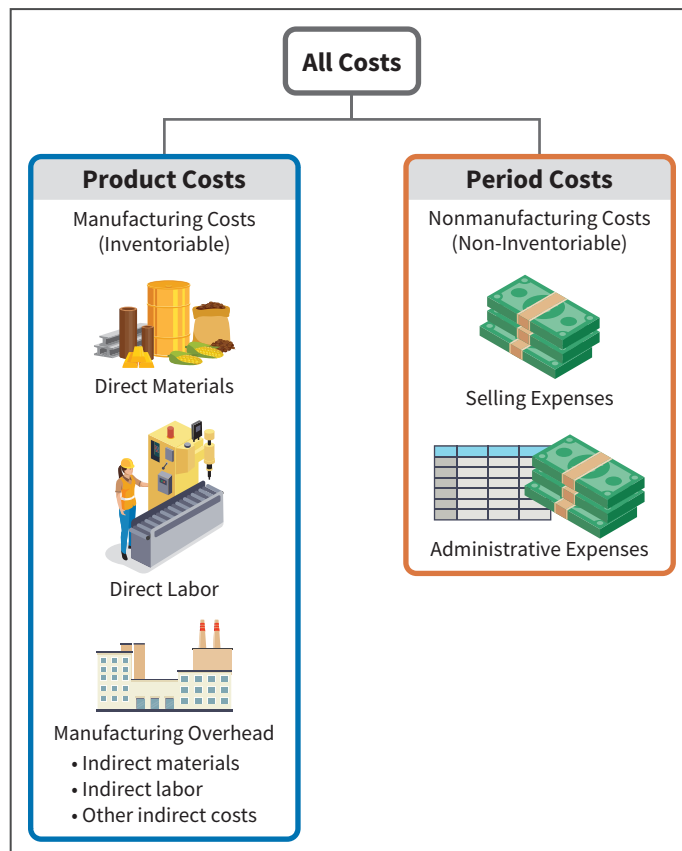 All Costs
Product Costs
Manufacturing Costs
(Inventoriable)
Direct Materials
Direct Labor
Manufacturing Overhead
• Indirect materials
• Indirect labor
• Other indirect costs
Period Costs
Nonmanufacturing Costs
(Non-Inventoriable)
Selling Expenses
Administrative Expenses